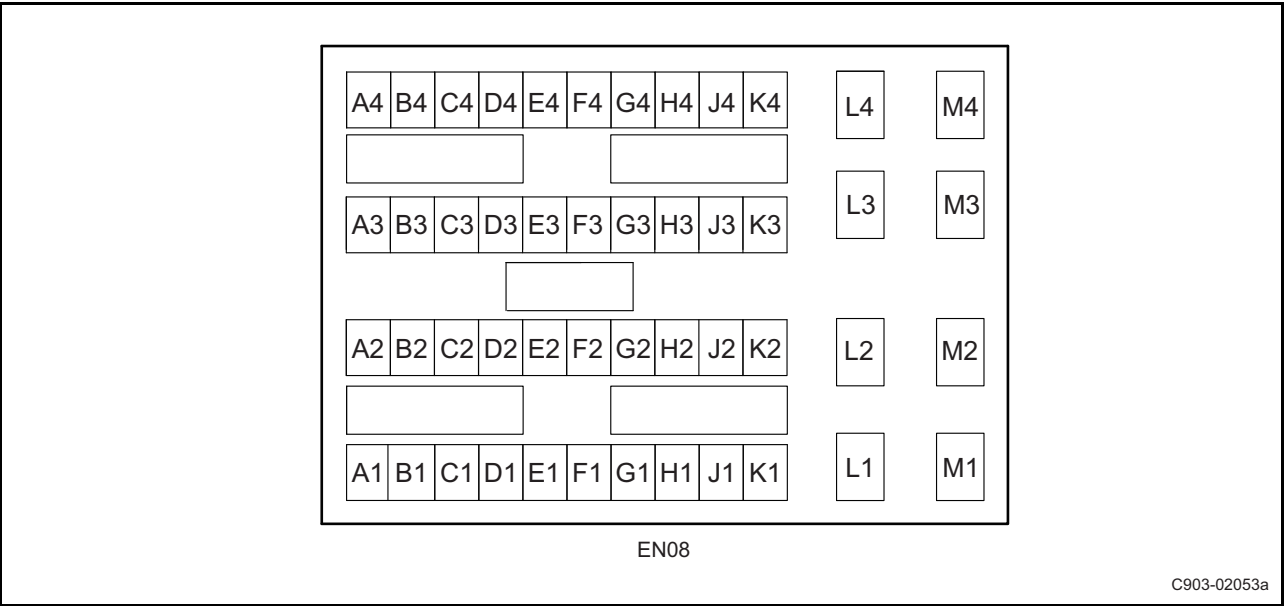 A4 B4 C4 D4 E4 F4 G4 H4 J4 K4 L4 M4
A3 B3 C3 D3 E3 F3 G3 H3 J3 K3 L3 M3
A2 B2 C2 D2 E2 F2 G2 H2 J2 K2 L2 M2
A1 B1 C1 D1 E1 F1 G1 H1 J1 K1 L1 M1
EN08
C903-02053a